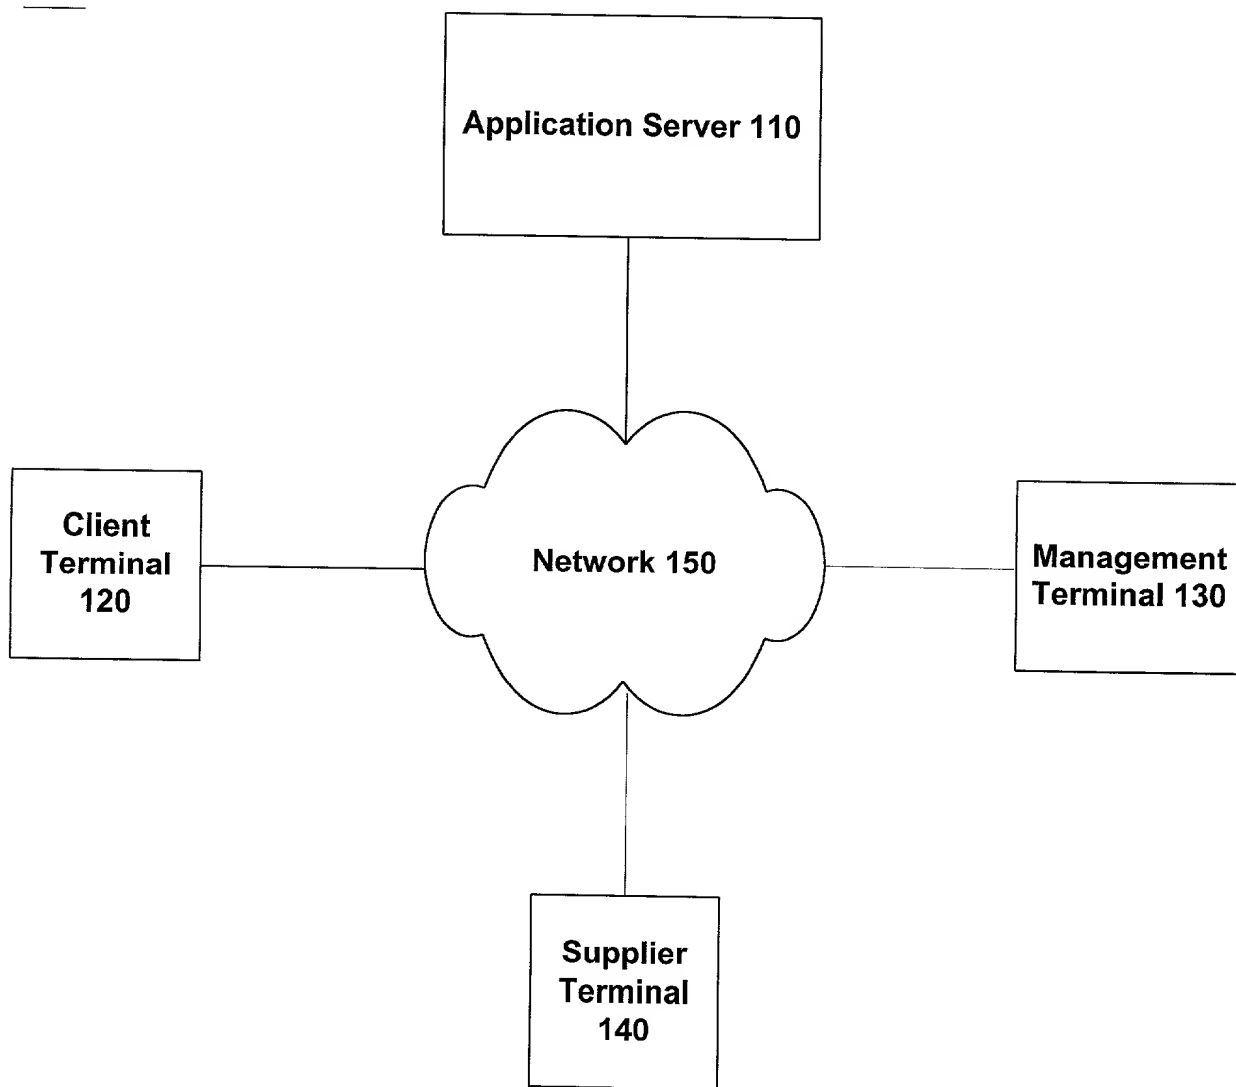 Application Server 110
Client
Terminal
120
Network 150
Management
Terminal 130
Supplier
Terminal
140